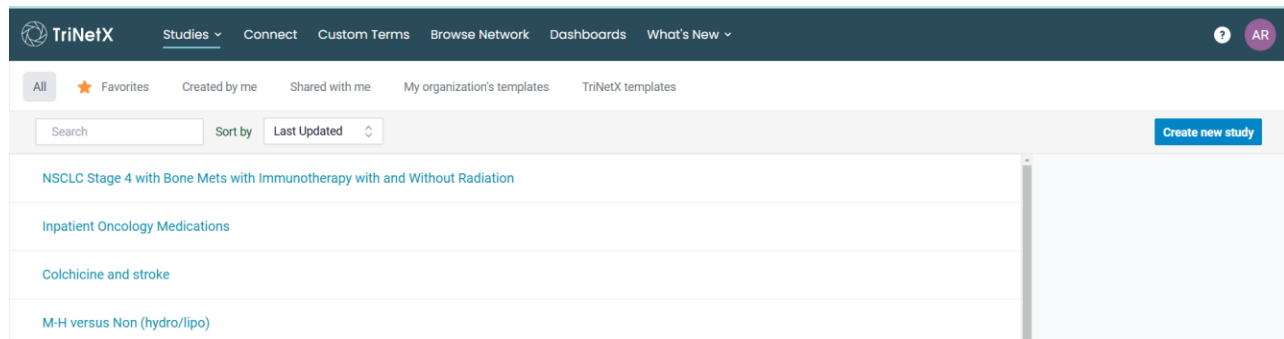 TriNetX Studies Connect Custom Terms Browse Network Dashboards What's New ? AR
All Favorites Created by me Shared with me My organization's templates TriNetX templates
Search Sort by Last Updated Create new study
NSCLC Stage 4 with Bone Mets with Immunotherapy with and Without Radiation
Inpatient Oncology Medications
Colchicine and stroke
M-H versus Non (hydro/lipo)